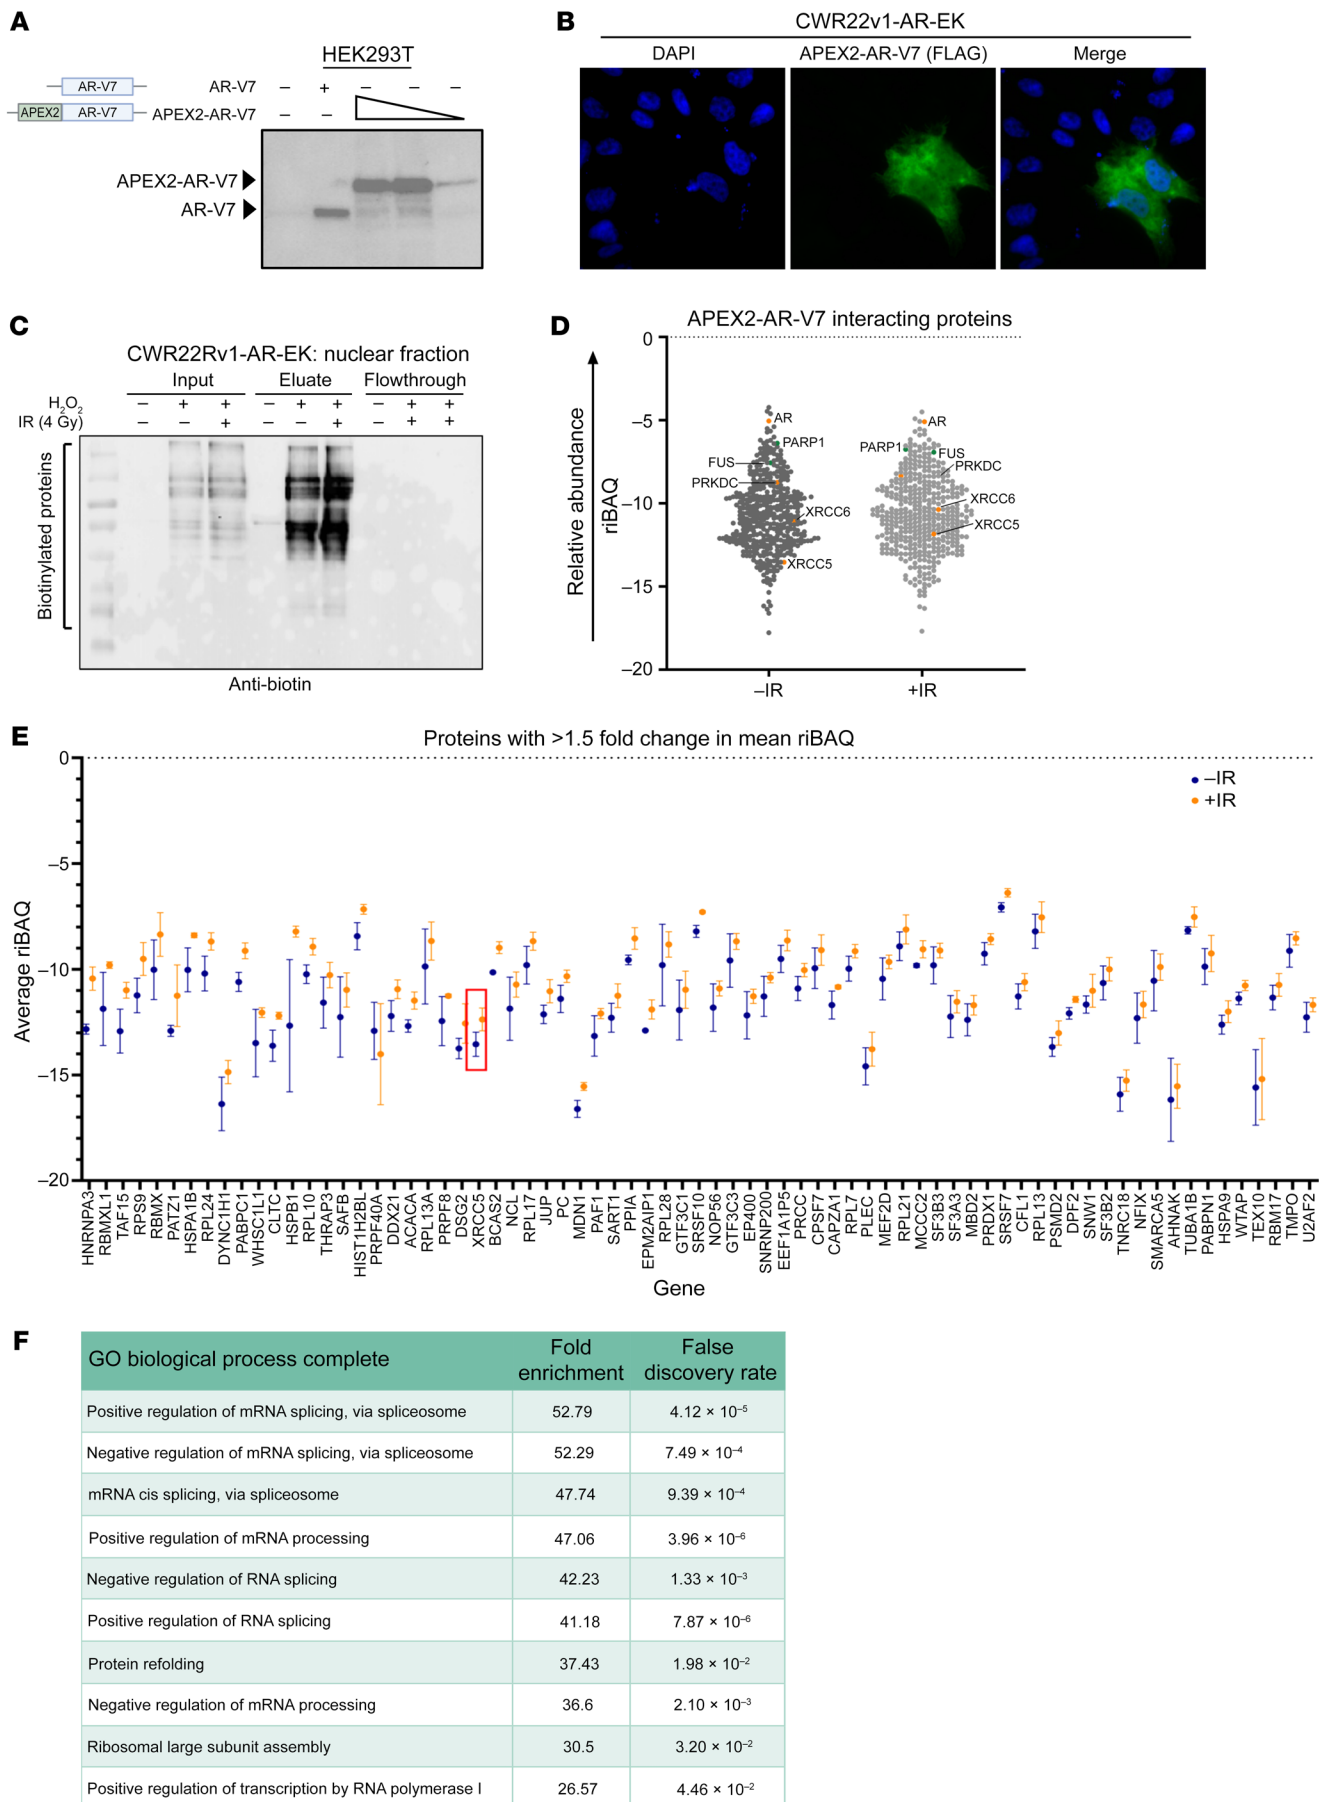 A
HEK293T
AR-V7
AR-V7 – + – – –
APEX2 AR-V7
APEX2-AR-V7 – –
APEX2-AR-V7
AR-V7
B
CWR22v1-AR-EK
DAPI APEX2-AR-V7 (FLAG) Merge
C
CWR22Rv1-AR-EK: nuclear fraction
Input Eluate Flowthrough
H2O2 – + + – + + – + +
IR (4 Gy) – – + – – + – + +
Biotinylated proteins
Anti-biotin
D
APEX2-AR-V7 interacting proteins
Relative abundance
riBAQ
0
–5
–10
–15
–20
AR
PARP1
FUS
PRKDC
XRCC6
XRCC5
AR
PARP1
FUS
PRKDC
XRCC6
XRCC5
–IR +IR
E
Proteins with >1.5 fold change in mean riBAQ
–IR
+IR
Average riBAQ
0
–5
–10
–15
–20
HNRNPA3
RBMXL1
TAF15
RPS9
RBMX
PATZ1
HSPA1B
RPL24
DYNC1H1
PABPC1
WHSC1L1
CLTC
HSPB1
RPL10
THRAP3
SAFB
HIST1H2BL
PRPF40A
DDX21
ACACA
RPL13A
PRPF8
DSG2
XRCC5
BCAS2
NCL
RPL17
JUP
PC
MDN1
PAF1
SART1
PPIA
EPM2AIP1
RPL28
GTF3C1
SRSF10
NOP56
GTF3C3
EP400
SNRNP200
EEF1A1P5
PRCC
CPSF7
CAPZA1
RPL7
PLEC
MEF2D
RPL21
MCCC2
SF3B3
SF3A3
MBD2
PRDX1
SRSF7
CFL1
RPL13
PSMD2
DPF2
SNW1
SF3B2
TNRC18
NFIX
SMARCA5
AHNAK
TUBA1B
PABPN1
HSPA9
WTAP
TEX10
RBM17
TMPO
U2AF2
Gene
F
GO biological process complete Fold enrichment False discovery rate
Positive regulation of mRNA splicing, via spliceosome 52.79 4.12 × 10–5
Negative regulation of mRNA splicing, via spliceosome 52.29 7.49 × 10–4
mRNA cis splicing, via spliceosome 47.74 9.39 × 10–4
Positive regulation of mRNA processing 47.06 3.96 × 10–6
Negative regulation of RNA splicing 42.23 1.33 × 10–3
Positive regulation of RNA splicing 41.18 7.87 × 10–6
Protein refolding 37.43 1.98 × 10–2
Negative regulation of mRNA processing 36.6 2.10 × 10–3
Ribosomal large subunit assembly 30.5 3.20 × 10–2
Positive regulation of transcription by RNA polymerase I 26.57 4.46 × 10–2